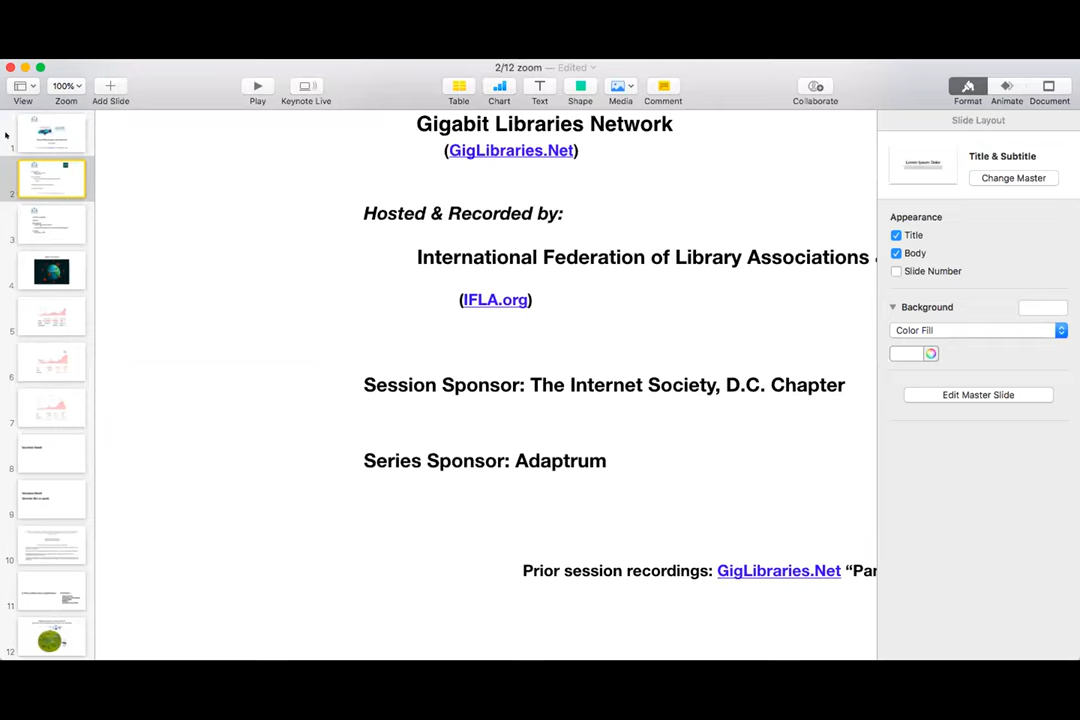 2/12 zoom — Edited
100%
View
Zoom
Add Slide
Play
Keynote Live
Table
Chart
Text
Shape
Media
Comment
Collaborate
Format
Animate
Document
1
2
3
4
5
6
7
8
9
10
11
12
Gigabit Libraries Network
(GigLibraries.Net)
Hosted & Recorded by:
International Federation of Library Associations
(IFLA.org)
Session Sponsor: The Internet Society, D.C. Chapter
Series Sponsor: Adaptrum
Prior session recordings: GigLibraries.Net “Par
Slide Layout
Lorem Ipsum Dolor
Title & Subtitle
Change Master
Appearance
Title
Body
Slide Number
Background
Color Fill
Edit Master Slide